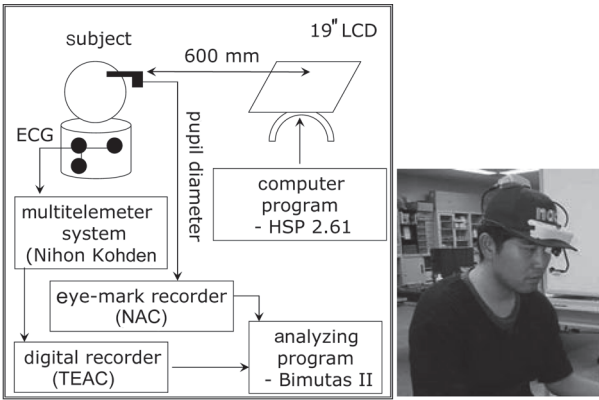 subject
19" LCD
600 mm
ECG
pupil diameter
computer
program
- HSP 2.61
multitelemeter
system
(Nihon Kohden
eye-mark recorder
(NAC)
digital recorder
(TEAC)
analyzing
program
- Bimutas II
nac